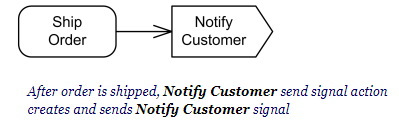 Ship
Order
Notify
Customer
After order is shipped, Notify Customer send signal action
creates and sends Notify Customer signal